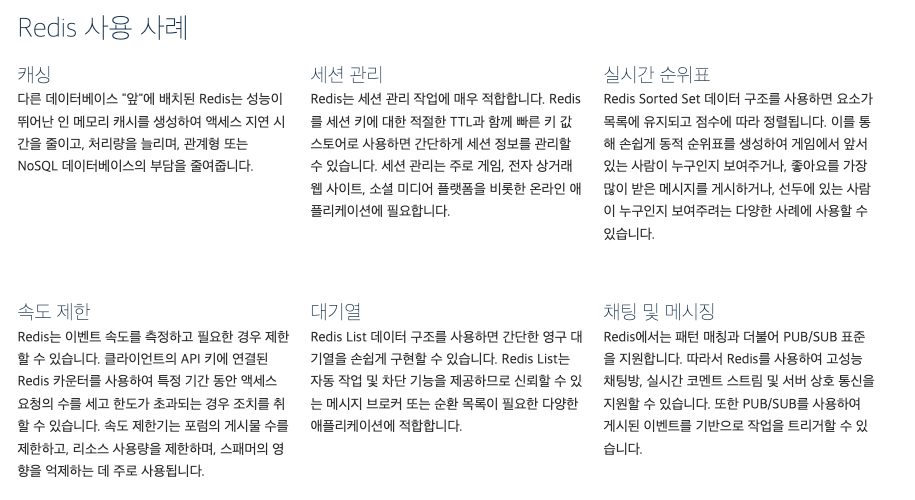 Redis 사용 사례
캐싱
다른 데이터베이스 "앞"에 배치된 Redis는 성능이
뛰어난 인 메모리 캐시를 생성하여 액세스 지연 시
간을 줄이고, 처리량을 늘리며, 관계형 또는
NoSQL 데이터베이스의 부담을 줄여줍니다.
세션 관리
Redis는 세션 관리 작업에 매우 적합합니다. Redis
를 세션 키에 대한 적절한 TTL과 함께 빠른 키 값
스토어로 사용하면 간단하게 세션 정보를 관리할
수 있습니다. 세션 관리는 주로 게임, 전자 상거래
웹 사이트, 소셜 미디어 플랫폼을 비롯한 온라인 애
플리케이션에 필요합니다.
실시간 순위표
Redis Sorted Set 데이터 구조를 사용하면 요소가
목록에 유지되고 점수에 따라 정렬됩니다. 이를 통
해 손쉽게 동적 순위표를 생성하여 게임에서 앞서
있는 사람이 누구인지 보여주거나, 좋아요를 가장
많이 받은 메시지를 게시하거나, 선두에 있는 사람
이 누구인지 보여주려는 다양한 사례에 사용할 수
있습니다.
속도 제한
Redis는 이벤트 속도를 측정하고 필요한 경우 제한
할 수 있습니다. 클라이언트의 API 키에 연결된
Redis 카운터를 사용하여 특정 기간 동안 액세스
요청의 수를 세고 한도가 초과되는 경우 조치를 취
할 수 있습니다. 속도 제한기는 포럼의 게시물 수를
제한하고, 리소스 사용량을 제한하며, 스패머의 영
향을 억제하는 데 주로 사용됩니다.
대기열
Redis List 데이터 구조를 사용하면 간단한 영구 대
기열을 손쉽게 구현할 수 있습니다. Redis List는
자동 작업 및 차단 기능을 제공하므로 신뢰할 수 있
는 메시지 브로커 또는 순환 목록이 필요한 다양한
애플리케이션에 적합합니다.
채팅 및 메시징
Redis에서는 패턴 매칭과 더불어 PUB/SUB 표준
을 지원합니다. 따라서 Redis를 사용하여 고성능
채팅방, 실시간 코멘트 스트림 및 서버 상호 통신을
지원할 수 있습니다. 또한 PUB/SUB를 사용하여
게시된 이벤트를 기반으로 작업을 트리거할 수 있
습니다.